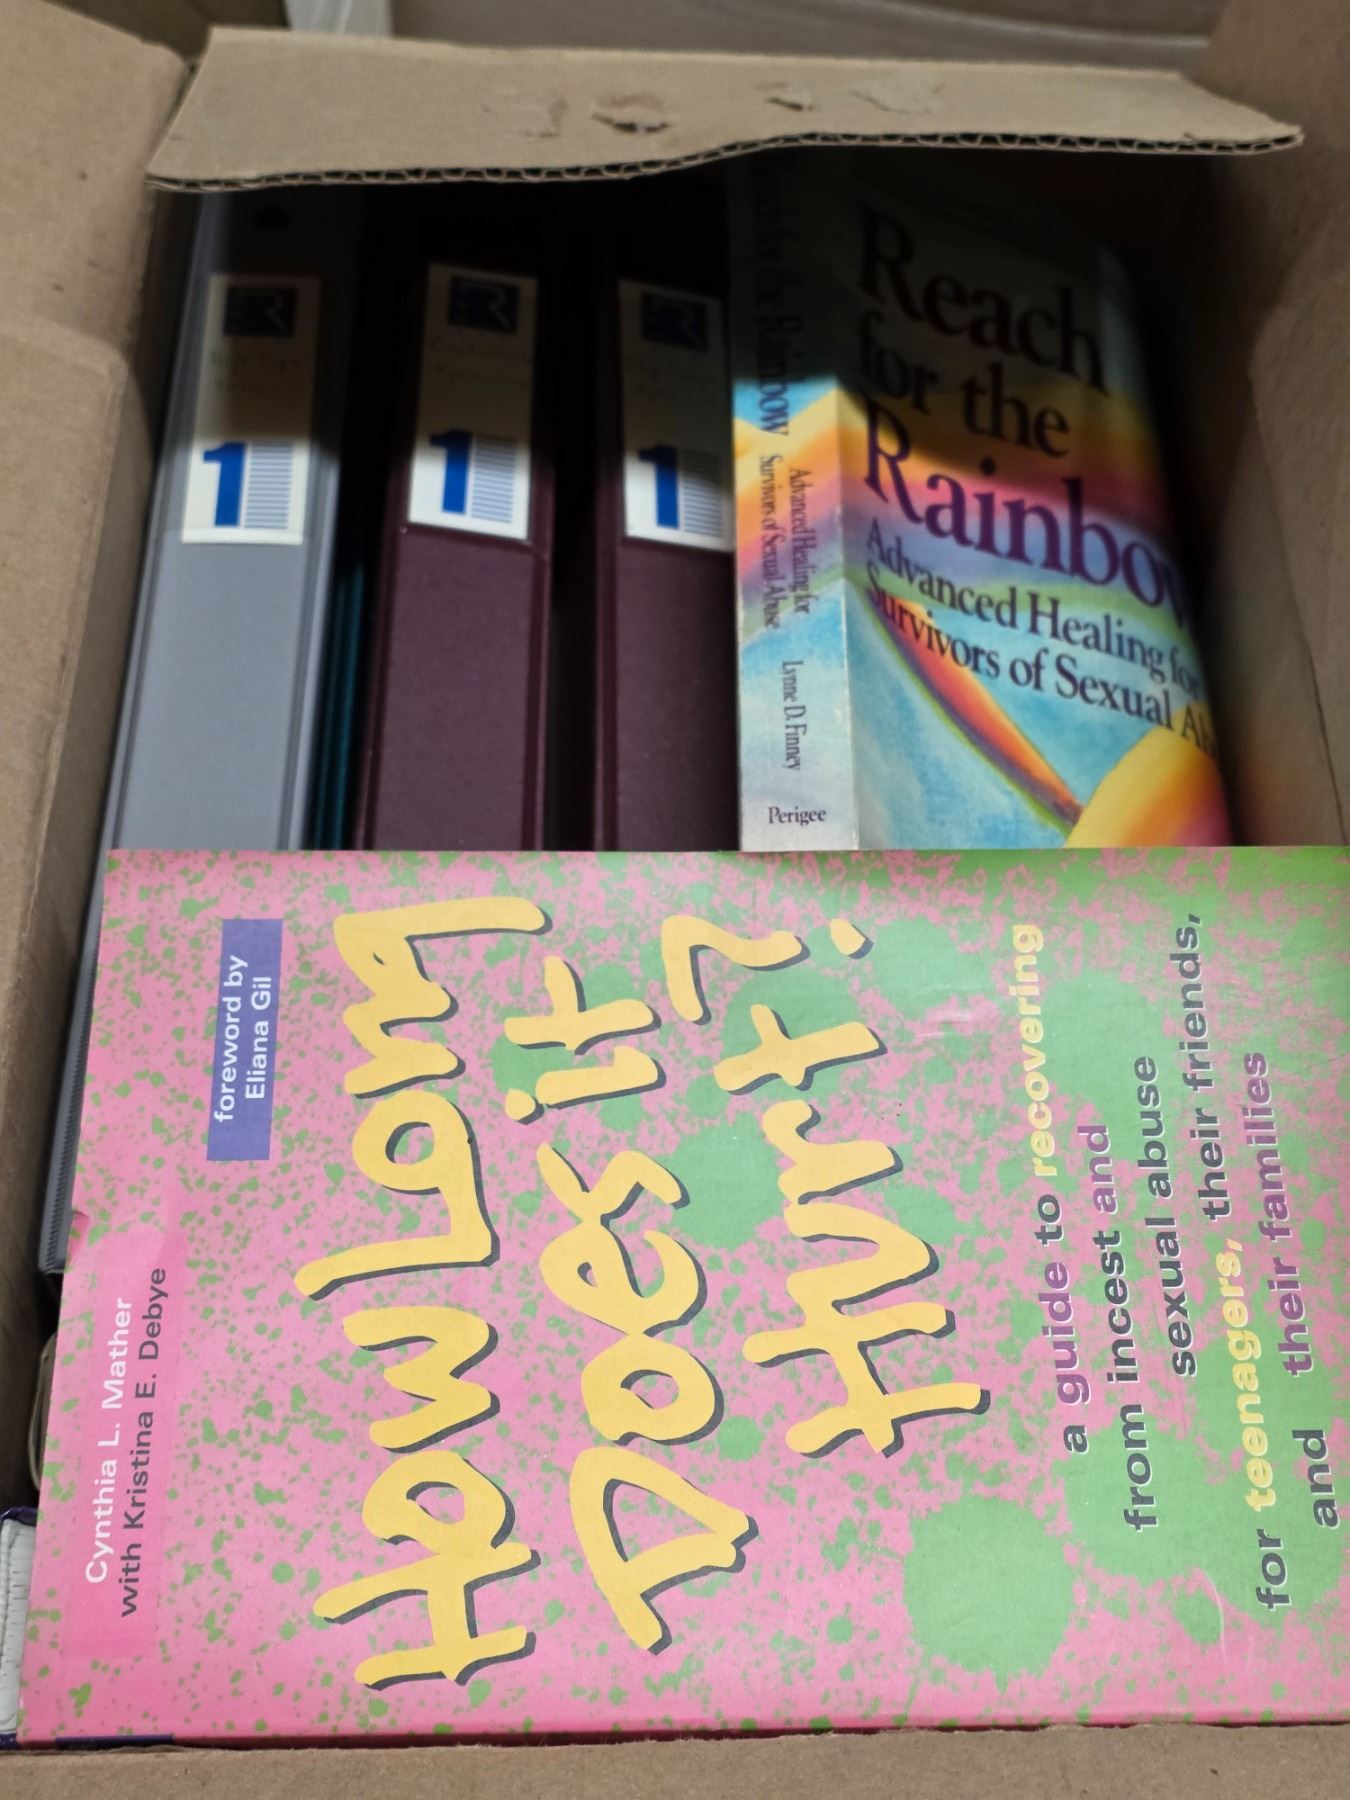 1
1
1
Reach for the Rainbow
Advanced Healing for
Survivors of Sexual Abuse
Lynne D. Finney
Perigee
Reach
for the
Rainbow
Advanced Healing for
Survivors of Sexual
foreword by
Eliana Gil
How Long
Does it
Hurt?
a guide to recovering
from incest and
sexual abuse
for teenagers, their friends,
and their families
Cynthia L. Mather
with Kristina E. Debye